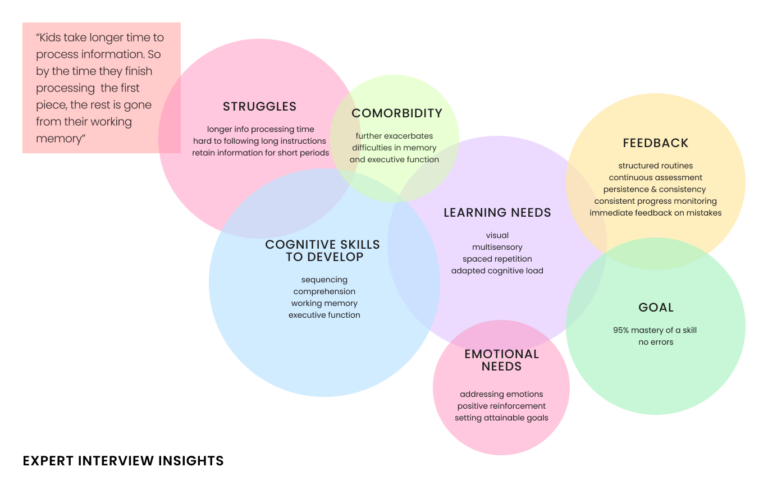 “Kids take longer time to
process information. So
by the time they finish
processing  the first
piece, the rest is gone
from their working
memory”
STRUGGLES
longer info processing time
hard to following long instructions
retain information for short periods
COMORBIDITY
further exacerbates
difficulties in memory
and executive function
FEEDBACK
structured routines
continuous assessment
persistence & consistency
consistent progress monitoring
immediate feedback on mistakes
LEARNING NEEDS
visual
multisensory
spaced repetition
adapted cognitive load
COGNITIVE SKILLS
TO DEVELOP
sequencing
comprehension
working memory
executive function
GOAL
95% mastery of a skill
no errors
EMOTIONAL
NEEDS
addressing emotions
positive reinforcement
setting attainable goals
EXPERT INTERVIEW INSIGHTS